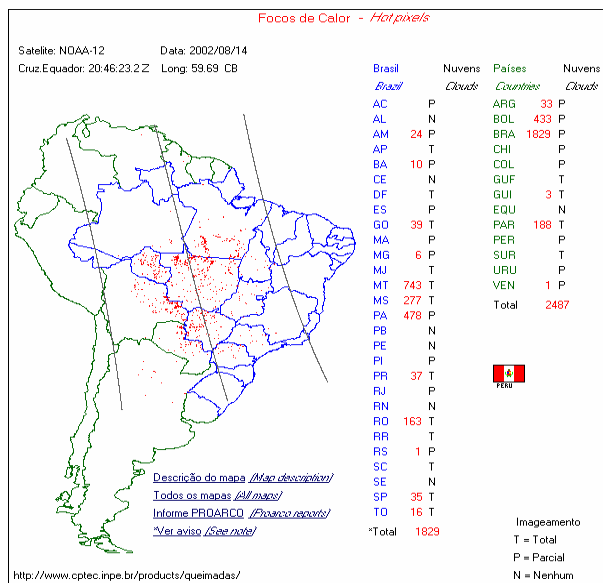 Focos de Calor - Hot pixels
Satelite: NOAA-12 Data: 2002/08/14
Cruz.Equador: 20:46:23.2 Z Long: 59.69 CB
Brasil Nuvens Países Nuvens
Brazil Clouds Countries Clouds
AC P ARG 33 P
AL N BOL 433 P
AM 24 P BRA 1829 P
AP T CHI P
BA 10 P COL P
CE N GUF T
DF T GUI 3 T
ES P EQU N
GO 39 T PAR 188 T
MA P PER P
MG 6 P SUR T
MJ T URU P
MT 743 T VEN 1 P
MS 277 T Total 2487
PA 478 P
PB N
PE N
PI P
PR 37 T
PERU
RJ P
RN N
RO 163 T
RR T
RS 1 P
SC T
SE N
SP 35 T
TO 16 T
*Total 1829
Descrição do mapa (Map description)
Todos os mapas (All maps)
Informe PROARCO (Proarco reports)
*Ver aviso (See note)
Imageamento
T = Total
P = Parcial
N = Nenhum
http://www.cptec.inpe.br/products/queimadas/